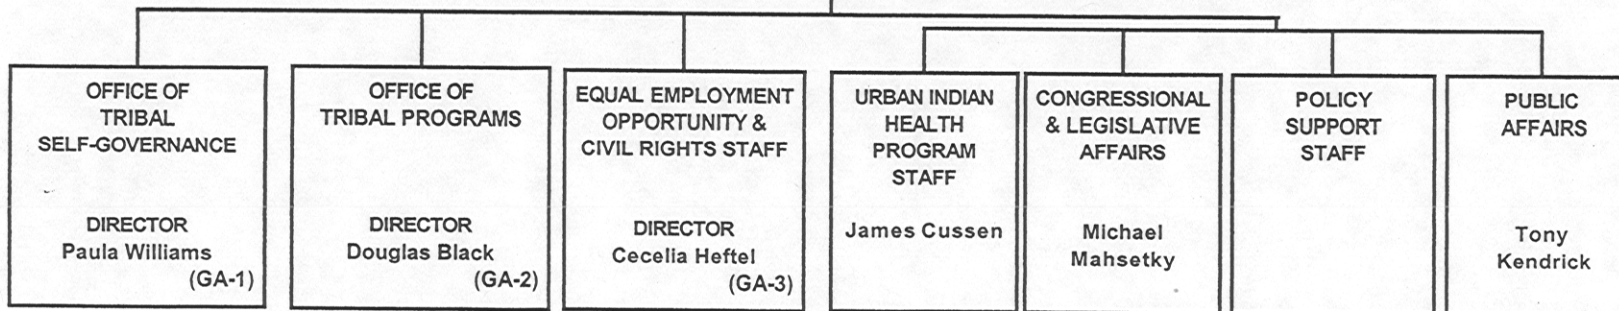 OFFICE OF
TRIBAL
SELF-GOVERNANCE
DIRECTOR
Paula Williams
(GA-1)
OFFICE OF
TRIBAL PROGRAMS
DIRECTOR
Douglas Black
(GA-2)
EQUAL EMPLOYMENT
OPPORTUNITY &
CIVIL RIGHTS STAFF
DIRECTOR
Cecelia Heftel
(GA-3)
URBAN INDIAN
HEALTH
PROGRAM
STAFF
James Cussen
CONGRESSIONAL
& LEGISLATIVE
AFFAIRS
Michael
Mahsetky
POLICY
SUPPORT
STAFF
PUBLIC
AFFAIRS
Tony
Kendrick